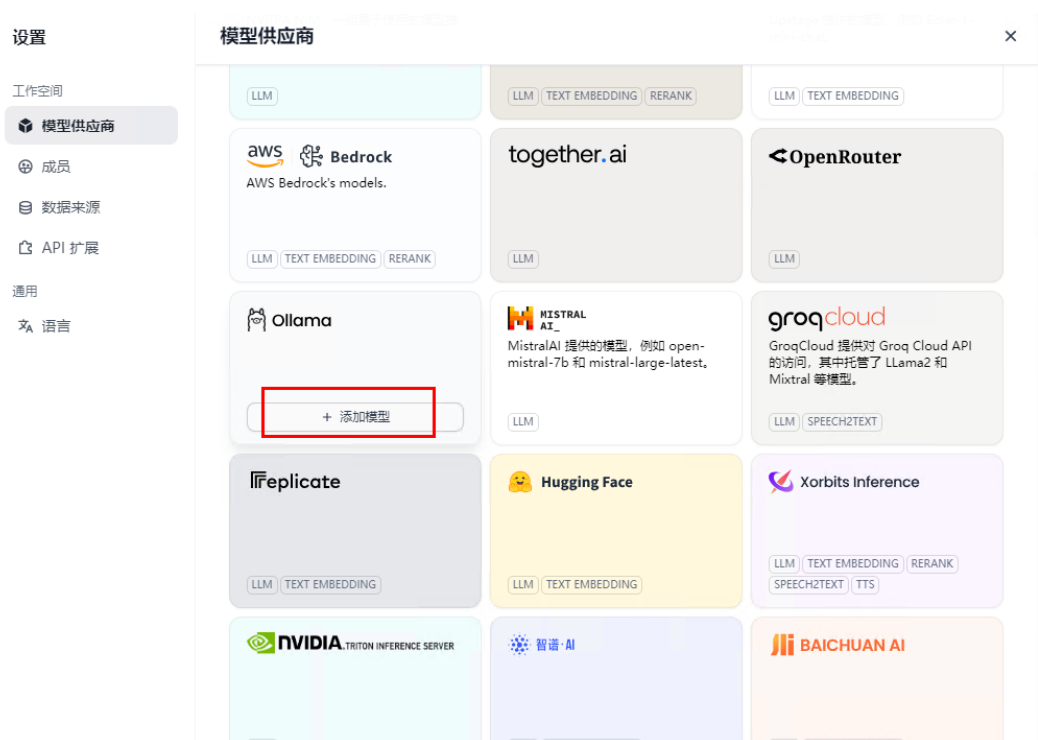 设置
模型供应商
工作空间
模型供应商
成员
数据来源
API 扩展
通用
语言
LLM
LLM TEXT EMBEDDING RERANK
LLM TEXT EMBEDDING
aws Bedrock
AWS Bedrock's models.
LLM TEXT EMBEDDING RERANK
together.ai
LLM
OpenRouter
LLM
Ollama
+ 添加模型
MISTRAL
AI_
MistralAI 提供的模型，例如 open-
mistral-7b 和 mistral-large-latest。
LLM
groqcloud
GroqCloud 提供对 Groq Cloud API
的访问，其中托管了 LLama2 和
Mixtral 等模型。
LLM SPEECH2TEXT
Replicate
LLM TEXT EMBEDDING
Hugging Face
LLM TEXT EMBEDDING
Xorbits Inference
LLM TEXT EMBEDDING RERANK
SPEECH2TEXT TTS
NVIDIA.TRITON INFERENCE SERVER
智谱·AI
BAICHUAN AI